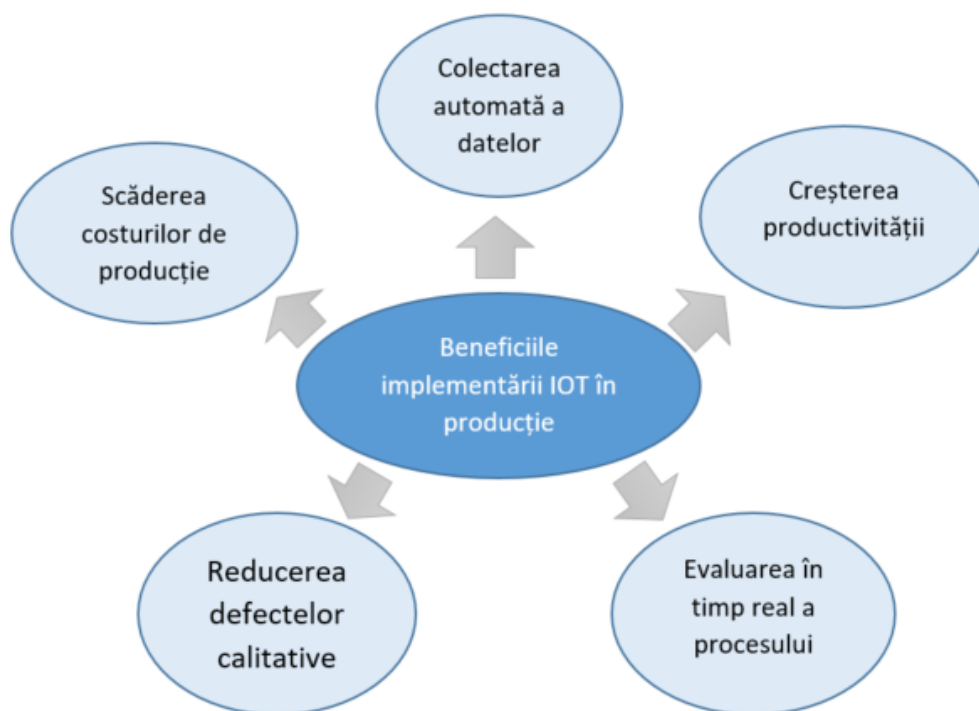 Colectarea
automată a
datelor
Scăderea
costurilor de
producție
Creșterea
productivității
Beneficiile
implementării IOT în
producție
Reducerea
defectelor
calitative
Evaluarea în
timp real a
procesului